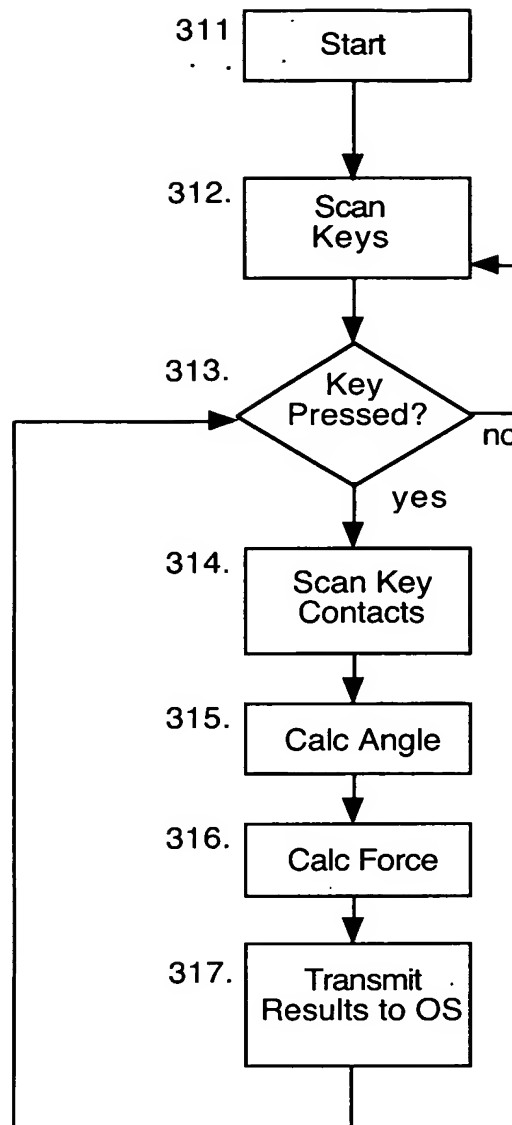 311
Start
312.
Scan
Keys
313.
Key
Pressed?
no
yes
314.
Scan Key
Contacts
315.
Calc Angle
316.
Calc Force
317.
Transmit
Results to OS